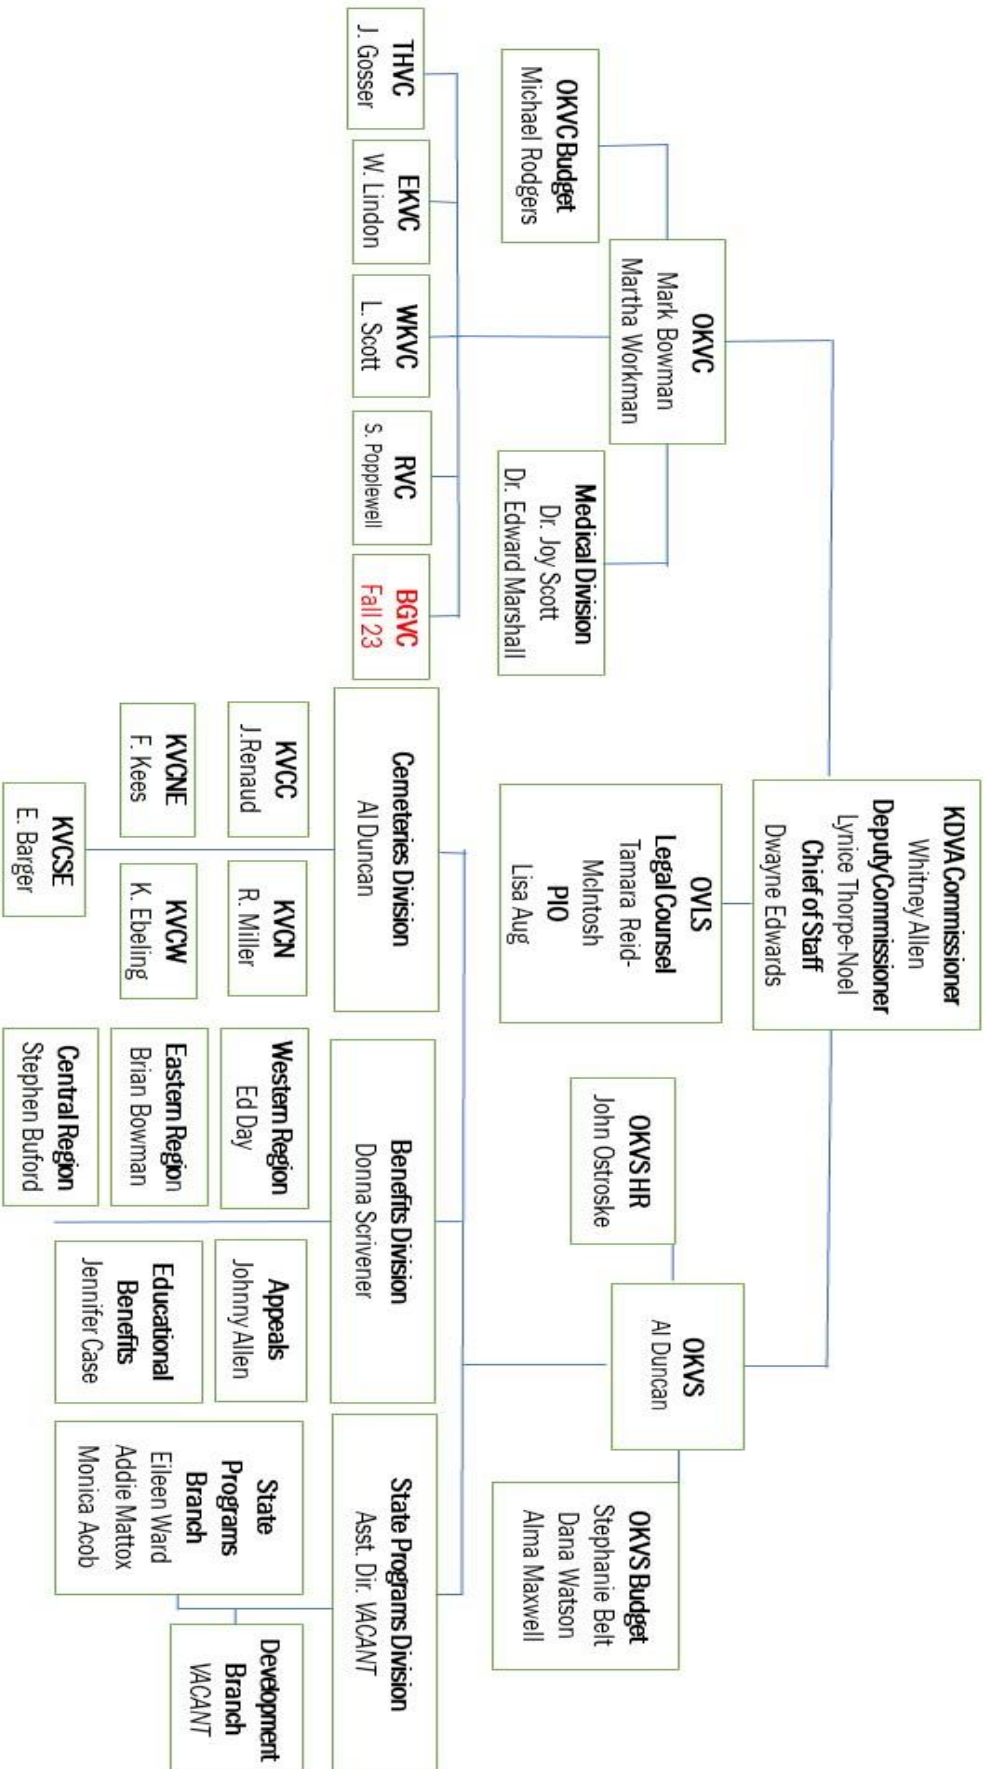 KDVA Commissioner
Whitney Allen
Deputy Commissioner
Lynice Thorpe-Noel
Chief of Staff
Dwayne Edwards
OKVC
Mark Bowman
Martha Workman
OKVC Budget
Michael Rodgers
Medical Division
Dr. Joy Scott
Dr. Edward Marshall
THVC
J. Gosser
EKVC
W. Lindon
WKVC
L. Scott
RVC
S. Popplewell
BGVC
Fall 23
OVLS
Legal Counsel
Tamara Reid-
McIntosh
PIO
Lisa Aug
OKVS
Al Duncan
OKVS HR
John Ostroske
OKVS Budget
Stephanie Belt
Dana Watson
Alma Maxwell
Cemeteries Division
Al Duncan
KVCC
J.Renaud
KVCN
R. Miller
KVCNE
F. Kees
KVCW
K. Ebeling
KVCSE
E. Barger
Benefits Division
Donna Scrivener
Western Region
Ed Day
Eastern Region
Brian Bowman
Central Region
Stephen Buford
Appeals
Johnny Allen
Educational
Benefits
Jennifer Case
State Programs Division
Asst. Dir. VACANT
State
Programs
Branch
Eileen Ward
Addie Mattox
Monica Acob
Development
Branch
VACANT